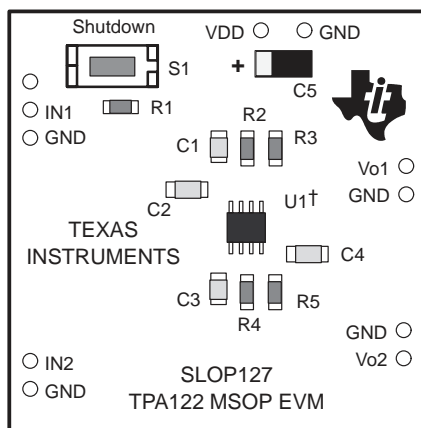 Shutdown
VDD
GND
S1
+
C5
IN1
R1
GND
R2
C1
R3
Vo1
C2
U1†
GND
TEXAS
INSTRUMENTS
C4
C3
R4
R5
GND
IN2
Vo2
GND
SLOP127
TPA122 MSOP EVM